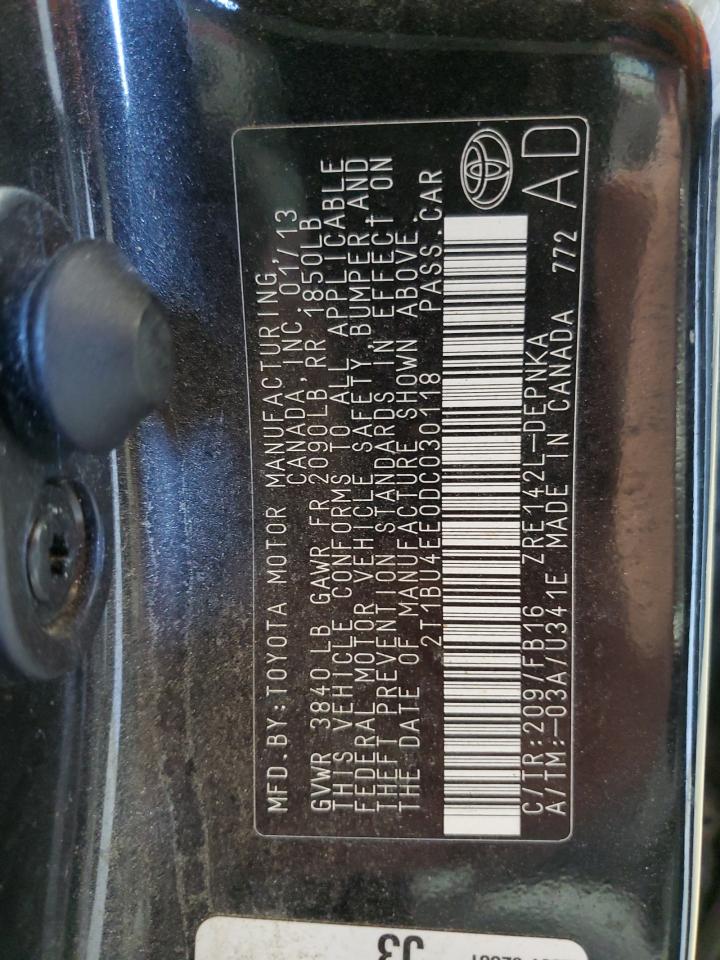 MFD.BY:TOYOTA MOTOR MANUFACTURING,
CANADA, INC. 01/13
GVWR 3840 LB GAWR FR 2090LB RR 1850LB
THIS VEHICLE CONFORMS TO ALL APPLICABLE
FEDERAL MOTOR VEHICLE SAFETY, BUMPER, AND
THEFT PREVENTION STANDARDS IN EFFECT ON
THE DATE OF MANUFACTURE SHOWN ABOVE.
2T1BU4EE0DC030118 PASS.CAR
C/TR:209/FB16 ZRE142L-DEPNKA
A/TM:-03A/U341E MADE IN CANADA 772 AD
J3